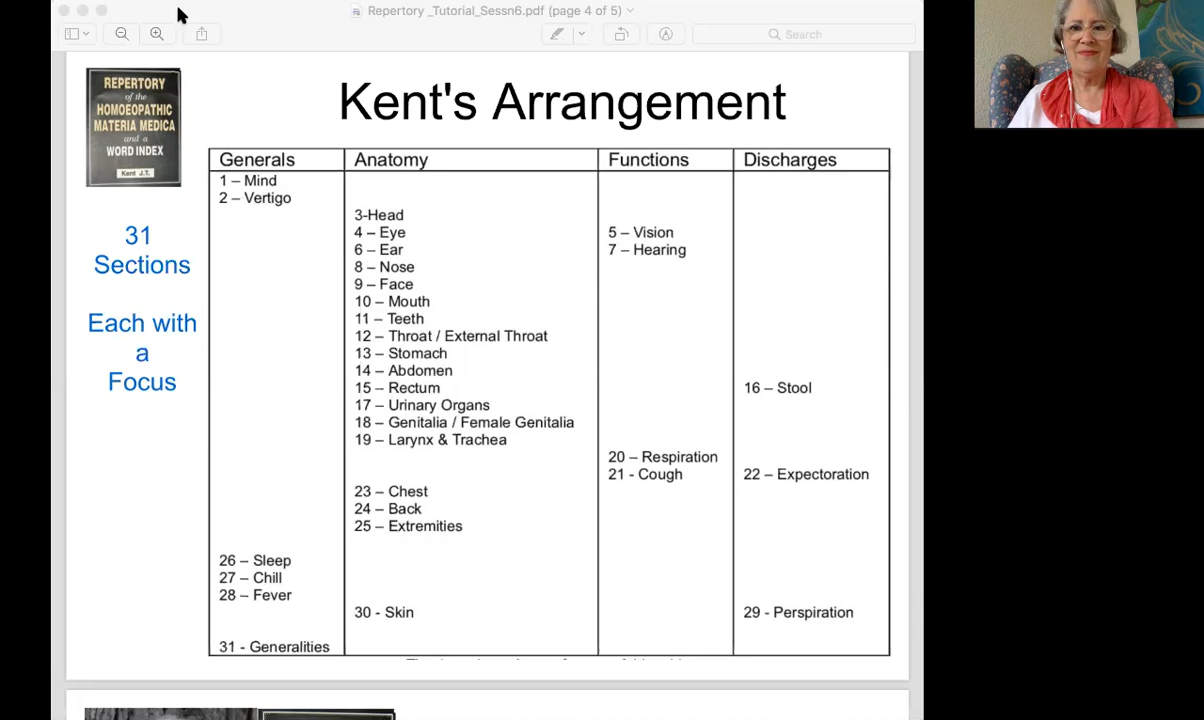 Repertory _Tutorial_Sessn6.pdf (page 4 of 5)
Search
REPERTORY
of the
HOMOEOPATHIC
MATERIA MEDICA
and a
WORD INDEX
Kent J.T.
Kent's Arrangement
31
Sections
Each with
a
Focus
Generals Anatomy Functions Discharges
1 – Mind
2 – Vertigo
3-Head
4 – Eye 5 – Vision
6 – Ear 7 – Hearing
8 – Nose
9 – Face
10 – Mouth
11 – Teeth
12 – Throat / External Throat
13 – Stomach
14 – Abdomen
15 – Rectum 16 – Stool
17 – Urinary Organs
18 – Genitalia / Female Genitalia
19 – Larynx & Trachea
20 – Respiration
21 - Cough 22 – Expectoration
23 – Chest
24 – Back
25 – Extremities
26 – Sleep
27 – Chill
28 – Fever
30 - Skin 29 - Perspiration
31 - Generalities